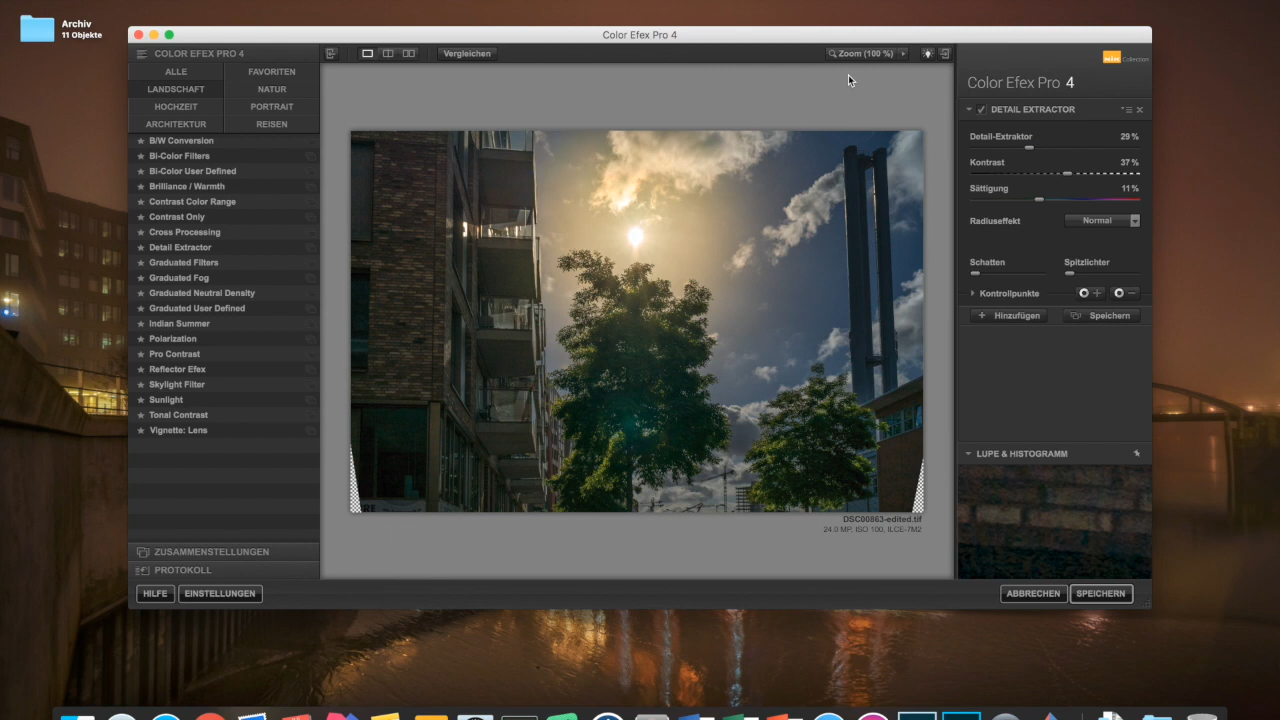 Archiv
11 Objekte
Color Efex Pro 4
COLOR EFEX PRO 4
Vergleichen
Zoom (100 %)
ALLE
FAVORITEN
LANDSCHAFT
NATUR
HOCHZEIT
PORTRAIT
ARCHITEKTUR
REISEN
B/W Conversion
Bi-Color Filters
Bi-Color User Defined
Brilliance / Warmth
Contrast Color Range
Contrast Only
Cross Processing
Detail Extractor
Graduated Filters
Graduated Fog
Graduated Neutral Density
Graduated User Defined
Indian Summer
Polarization
Pro Contrast
Reflector Efex
Skylight Filter
Sunlight
Tonal Contrast
Vignette: Lens
ZUSAMMENSTELLUNGEN
PROTOKOLL
HILFE
EINSTELLUNGEN
DSC00863-edited.tif
24.0 MP, ISO 100, ILCE-7M2
nik Collection
Color Efex Pro 4
DETAIL EXTRACTOR
Detail-Extraktor 29 %
Kontrast 37 %
Sättigung 11 %
Radiuseffekt Normal
Schatten Spitzlichter
Kontrollpunkte
Hinzufügen Speichern
LUPE & HISTOGRAMM
ABBRECHEN
SPEICHERN